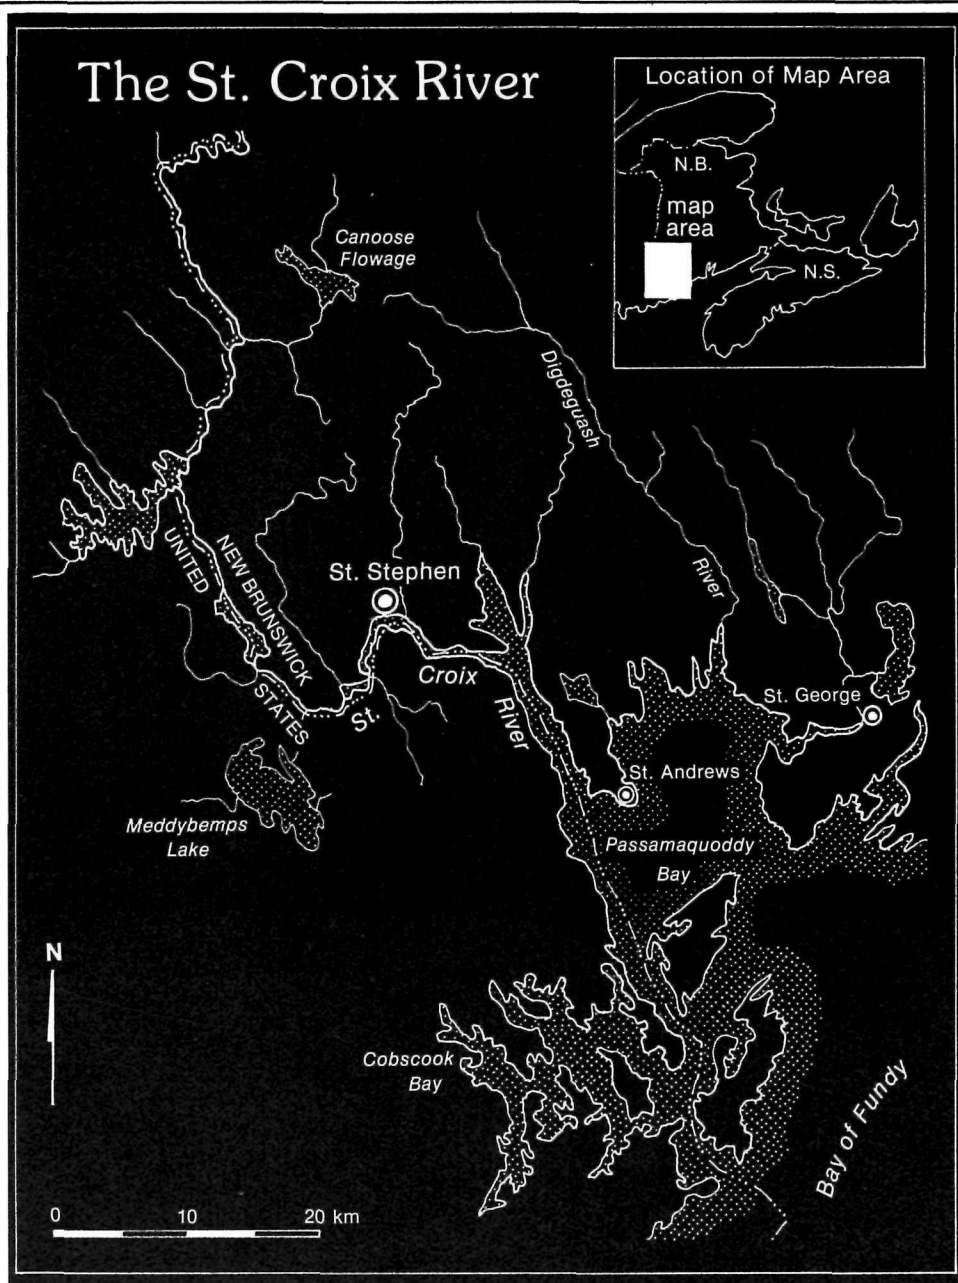 The St. Croix River
Location of Map Area
N.B.
map
area
N.S.
Canoose
Flowage
Digdeguash
River
UNITED
STATES
NEW BRUNSWICK
St. Stephen
St.
Croix
River
St. George
St. Andrews
Passamaquoddy
Bay
Meddybemps
Lake
N
Cobscook
Bay
Bay of Fundy
0 10 20 km